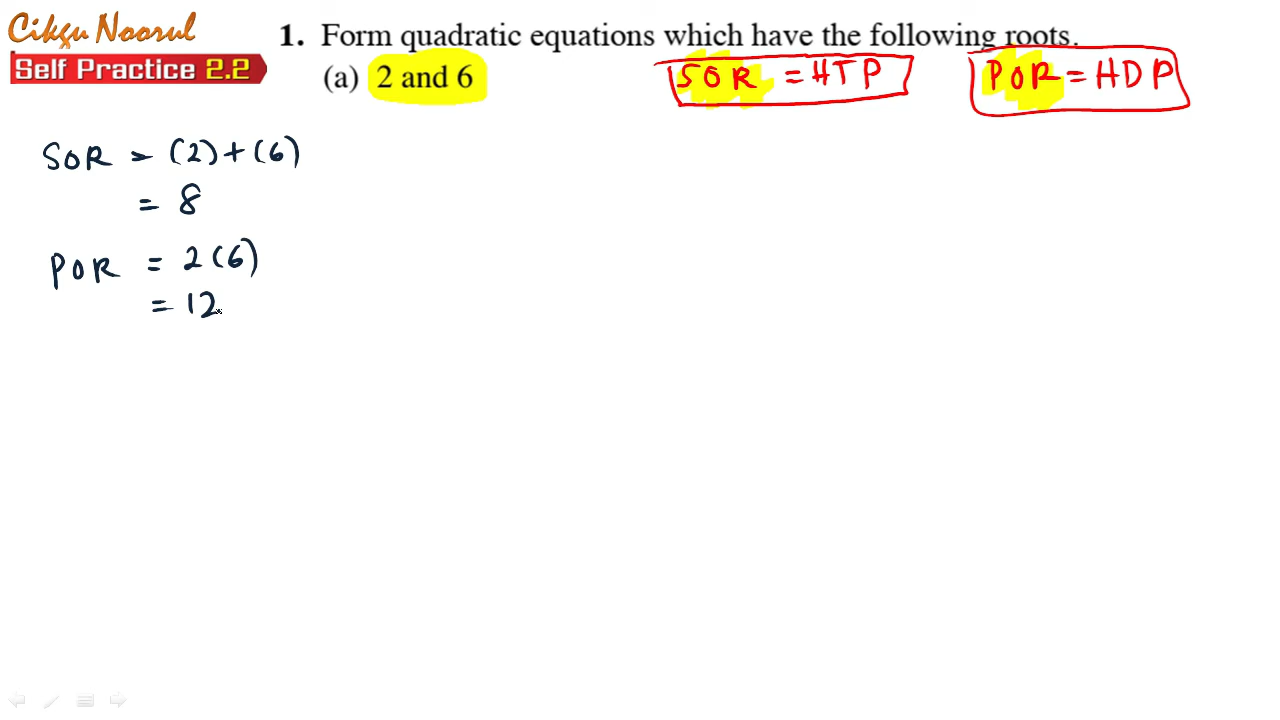 Cikgu Noorul
Self Practice 2.2
1. Form quadratic equations which have the following roots.
(a) 2 and 6
SOR = HTP
POR = HDP
SOR = (2)+(6)
= 8
POR = 2(6)
= 12